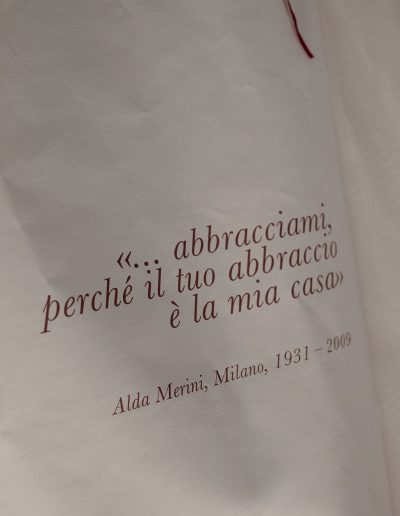 «... abbracciami,
perché il tuo abbraccio
è la mia casa»
Alda Merini, Milano, 1931 – 2009